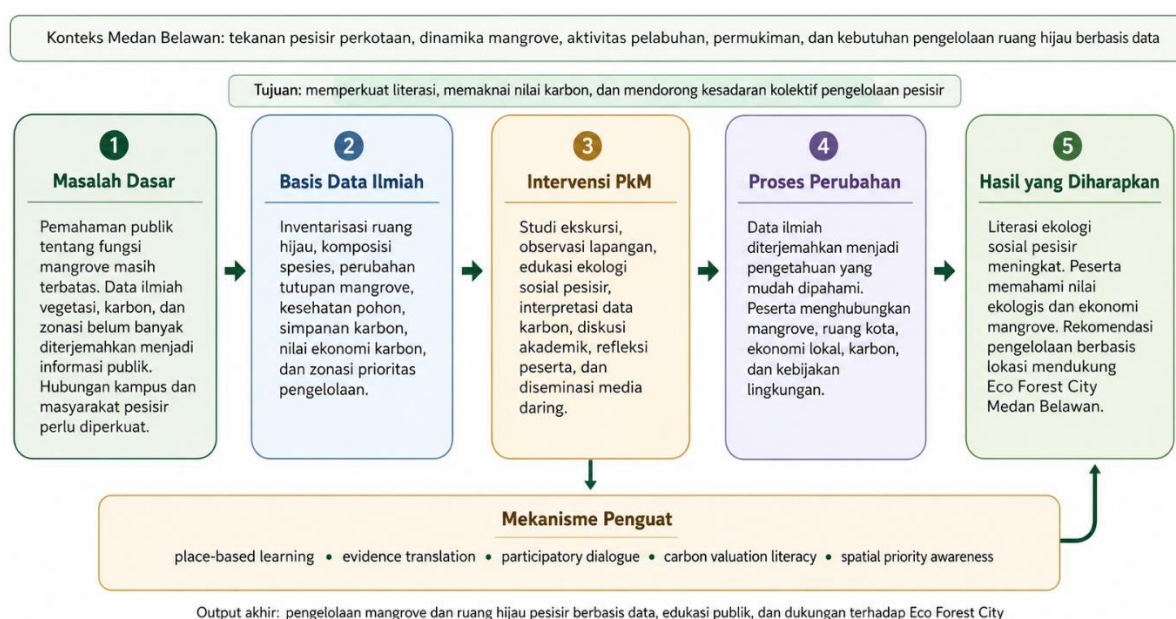 Konteks Medan Belawan: tekanan pesisir perkotaan, dinamika mangrove, aktivitas pelabuhan, permukiman, dan kebutuhan pengelolaan ruang hijau berbasis data
Tujuan: memperkuat literasi, memaknai nilai karbon, dan mendorong kesadaran kolektif pengelolaan pesisir
1
Masalah Dasar
Pemahaman publik
tentang fungsi
mangrove masih
terbatas. Data ilmiah
vegetasi, karbon, dan
zonasi belum banyak
diterjemahkan menjadi
informasi publik.
Hubungan kampus dan
masyarakat pesisir
perlu diperkuat.
2
Basis Data Ilmiah
Inventarisasi ruang
hijau, komposisi
spesies, perubahan
tutupan mangrove,
kesehatan pohon,
simpanan karbon,
nilai ekonomi karbon,
dan zonasi prioritas
pengelolaan.
3
Intervensi PkM
Studi ekskursi,
observasi lapangan,
edukasi ekologi
sosial pesisir,
interpretasi data
karbon, diskusi
akademik, refleksi
peserta, dan
diseminasi media
daring.
4
Proses Perubahan
Data ilmiah
diterjemahkan menjadi
pengetahuan yang
mudah dipahami.
Peserta menghubungkan
mangrove, ruang kota,
ekonomi lokal, karbon,
dan kebijakan
lingkungan.
5
Hasil yang Diharapkan
Literasi ekologi
sosial pesisir
meningkat. Peserta
memahami nilai
ekologis dan ekonomi
mangrove. Rekomendasi
pengelolaan berbasis
lokasi mendukung
Eco Forest City
Medan Belawan.
Mekanisme Penguat
place-based learning • evidence translation • participatory dialogue • carbon valuation literacy • spatial priority awareness
Output akhir: pengelolaan mangrove dan ruang hijau pesisir berbasis data, edukasi publik, dan dukungan terhadap Eco Forest City